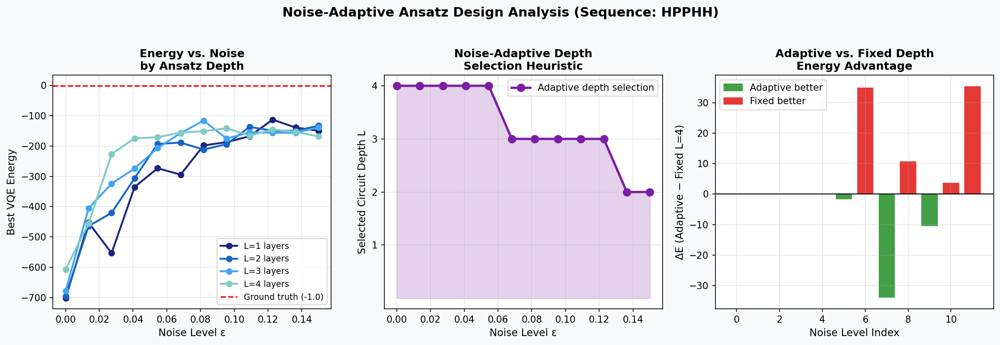 Noise-Adaptive Ansatz Design Analysis (Sequence: HPPHH)
Energy vs. Noise
by Ansatz Depth
Best VQE Energy
0
−100
−200
−300
−400
−500
−600
−700
L=1 layers
L=2 layers
L=3 layers
L=4 layers
Ground truth (-1.0)
0.00 0.02 0.04 0.06 0.08 0.10 0.12 0.14
Noise Level ε
Noise-Adaptive Depth
Selection Heuristic
Selected Circuit Depth L
4
3
2
1
Adaptive depth selection
0.00 0.02 0.04 0.06 0.08 0.10 0.12 0.14
Noise Level ε
Adaptive vs. Fixed Depth
Energy Advantage
ΔE (Adaptive − Fixed L=4)
30
20
10
0
−10
−20
−30
Adaptive better
Fixed better
0 2 4 6 8 10
Noise Level Index